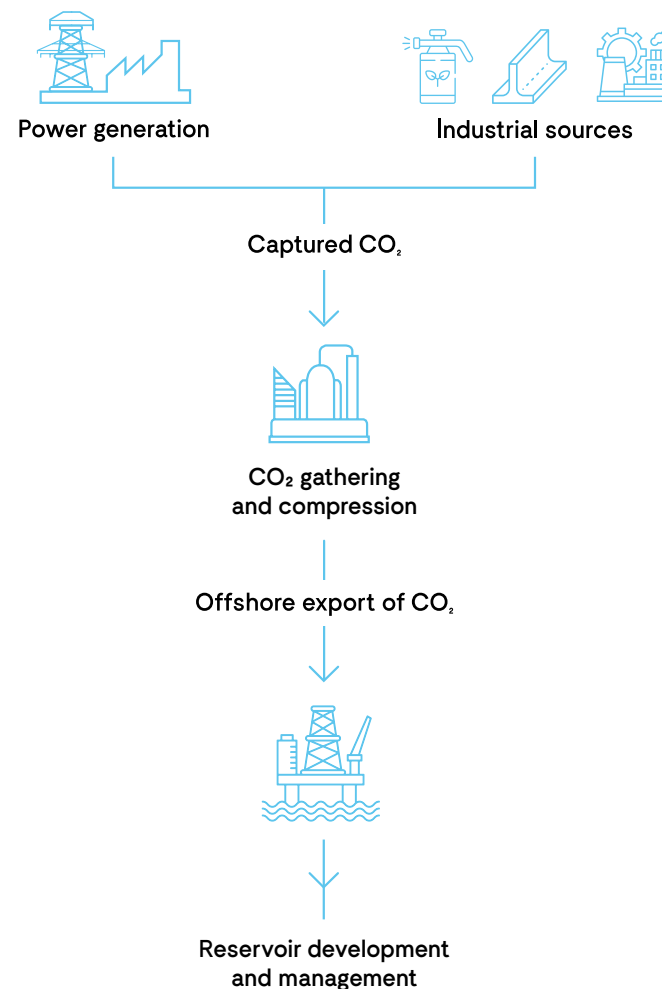 Power generation
Industrial sources
Captured CO₂
CO₂ gathering
and compression
Offshore export of CO₂
Reservoir development
and management